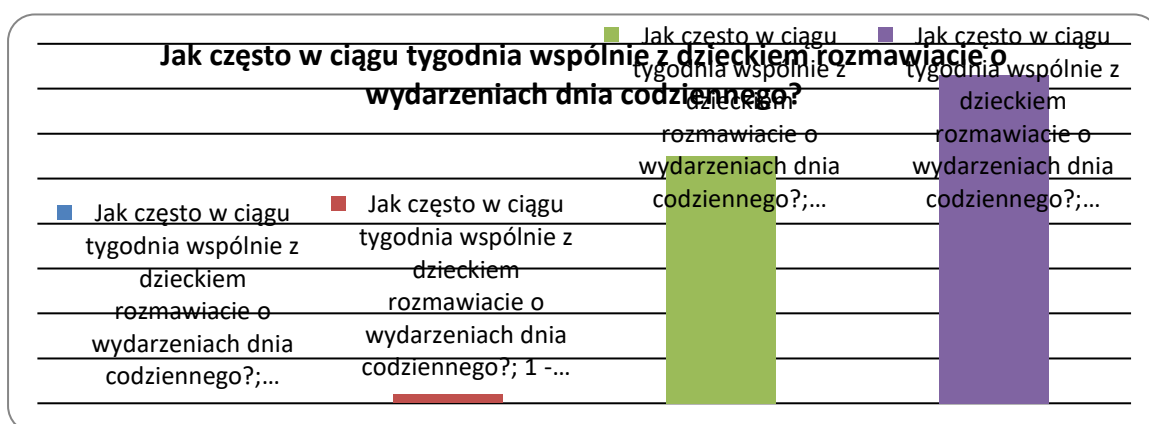 Jak często w ciągu tygodnia wspólnie z dzieckiem rozmawiacie o
wydarzeniach dnia codziennego?
Jak często w ciągu
tygodnia wspólnie z
dzieckiem
rozmawiacie o
wydarzeniach dnia
codziennego?;...
Jak często w ciągu
tygodnia wspólnie z
dzieckiem
rozmawiacie o
wydarzeniach dnia
codziennego?; 1 -...
Jak często w ciągu
tygodnia wspólnie z
dzieckiem
rozmawiacie o
wydarzeniach dnia
codziennego?;...
Jak często w ciągu
tygodnia wspólnie z
dzieckiem
rozmawiacie o
wydarzeniach dnia
codziennego?;...